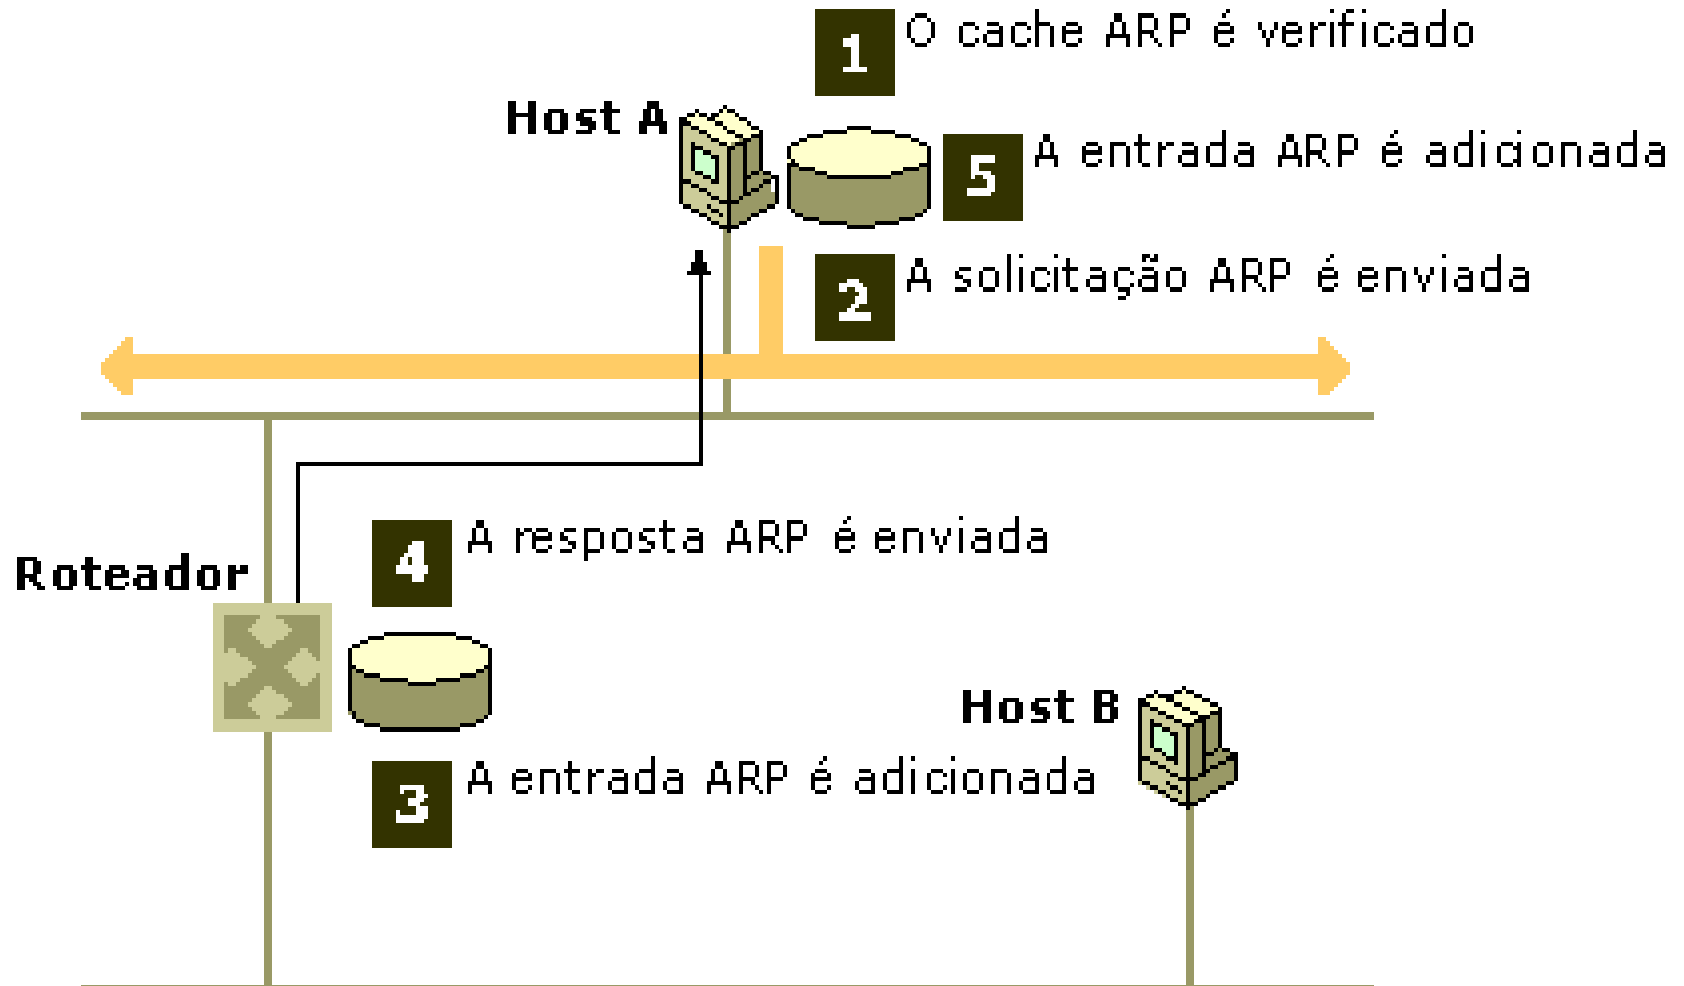 1 O cache ARP é verificado
Host A
5 A entrada ARP é adicionada
2 A solicitação ARP é enviada
4 A resposta ARP é enviada
Roteador
Host B
3 A entrada ARP é adicionada